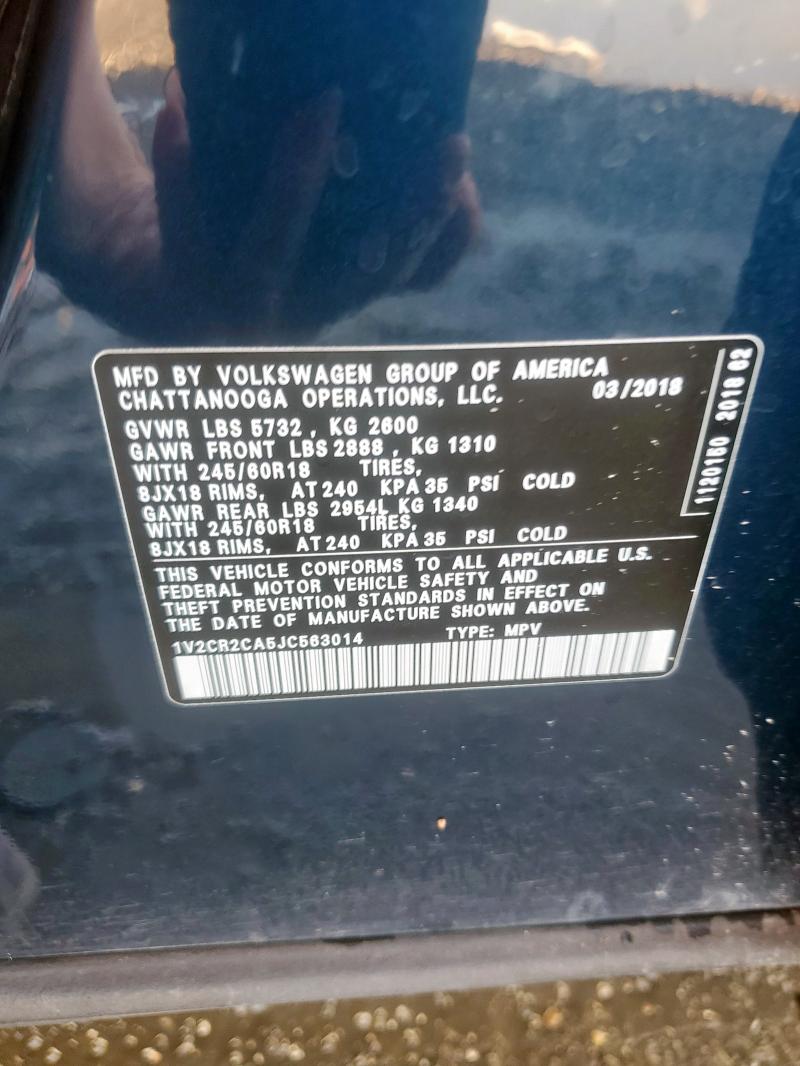 MFD BY VOLKSWAGEN GROUP OF AMERICA
CHATTANOOGA OPERATIONS, LLC. 03/2018
GVWR LBS 5732, KG 2600
GAWR FRONT LBS 2888, KG 1310
WITH 245/60R18 TIRES,
8JX18 RIMS, AT 240 KPA 35 PSI COLD
GAWR REAR LBS 2954L KG 1340
WITH 245/60R18 TIRES,
8JX18 RIMS, AT 240 KPA 35 PSI COLD
THIS VEHICLE CONFORMS TO ALL APPLICABLE U.S.
FEDERAL MOTOR VEHICLE SAFETY AND
THEFT PREVENTION STANDARDS IN EFFECT ON
THE DATE OF MANUFACTURE SHOWN ABOVE.
1V2CR2CA5JC563014 TYPE: MPV
1120150 2018 62